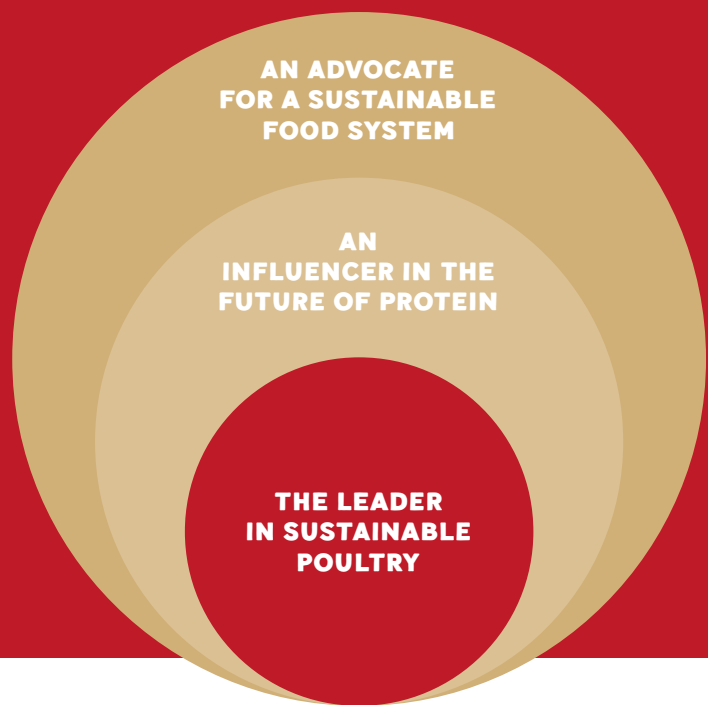 AN ADVOCATE
FOR A SUSTAINABLE
FOOD SYSTEM
AN
INFLUENCER IN THE
FUTURE OF PROTEIN
THE LEADER
IN SUSTAINABLE
POULTRY